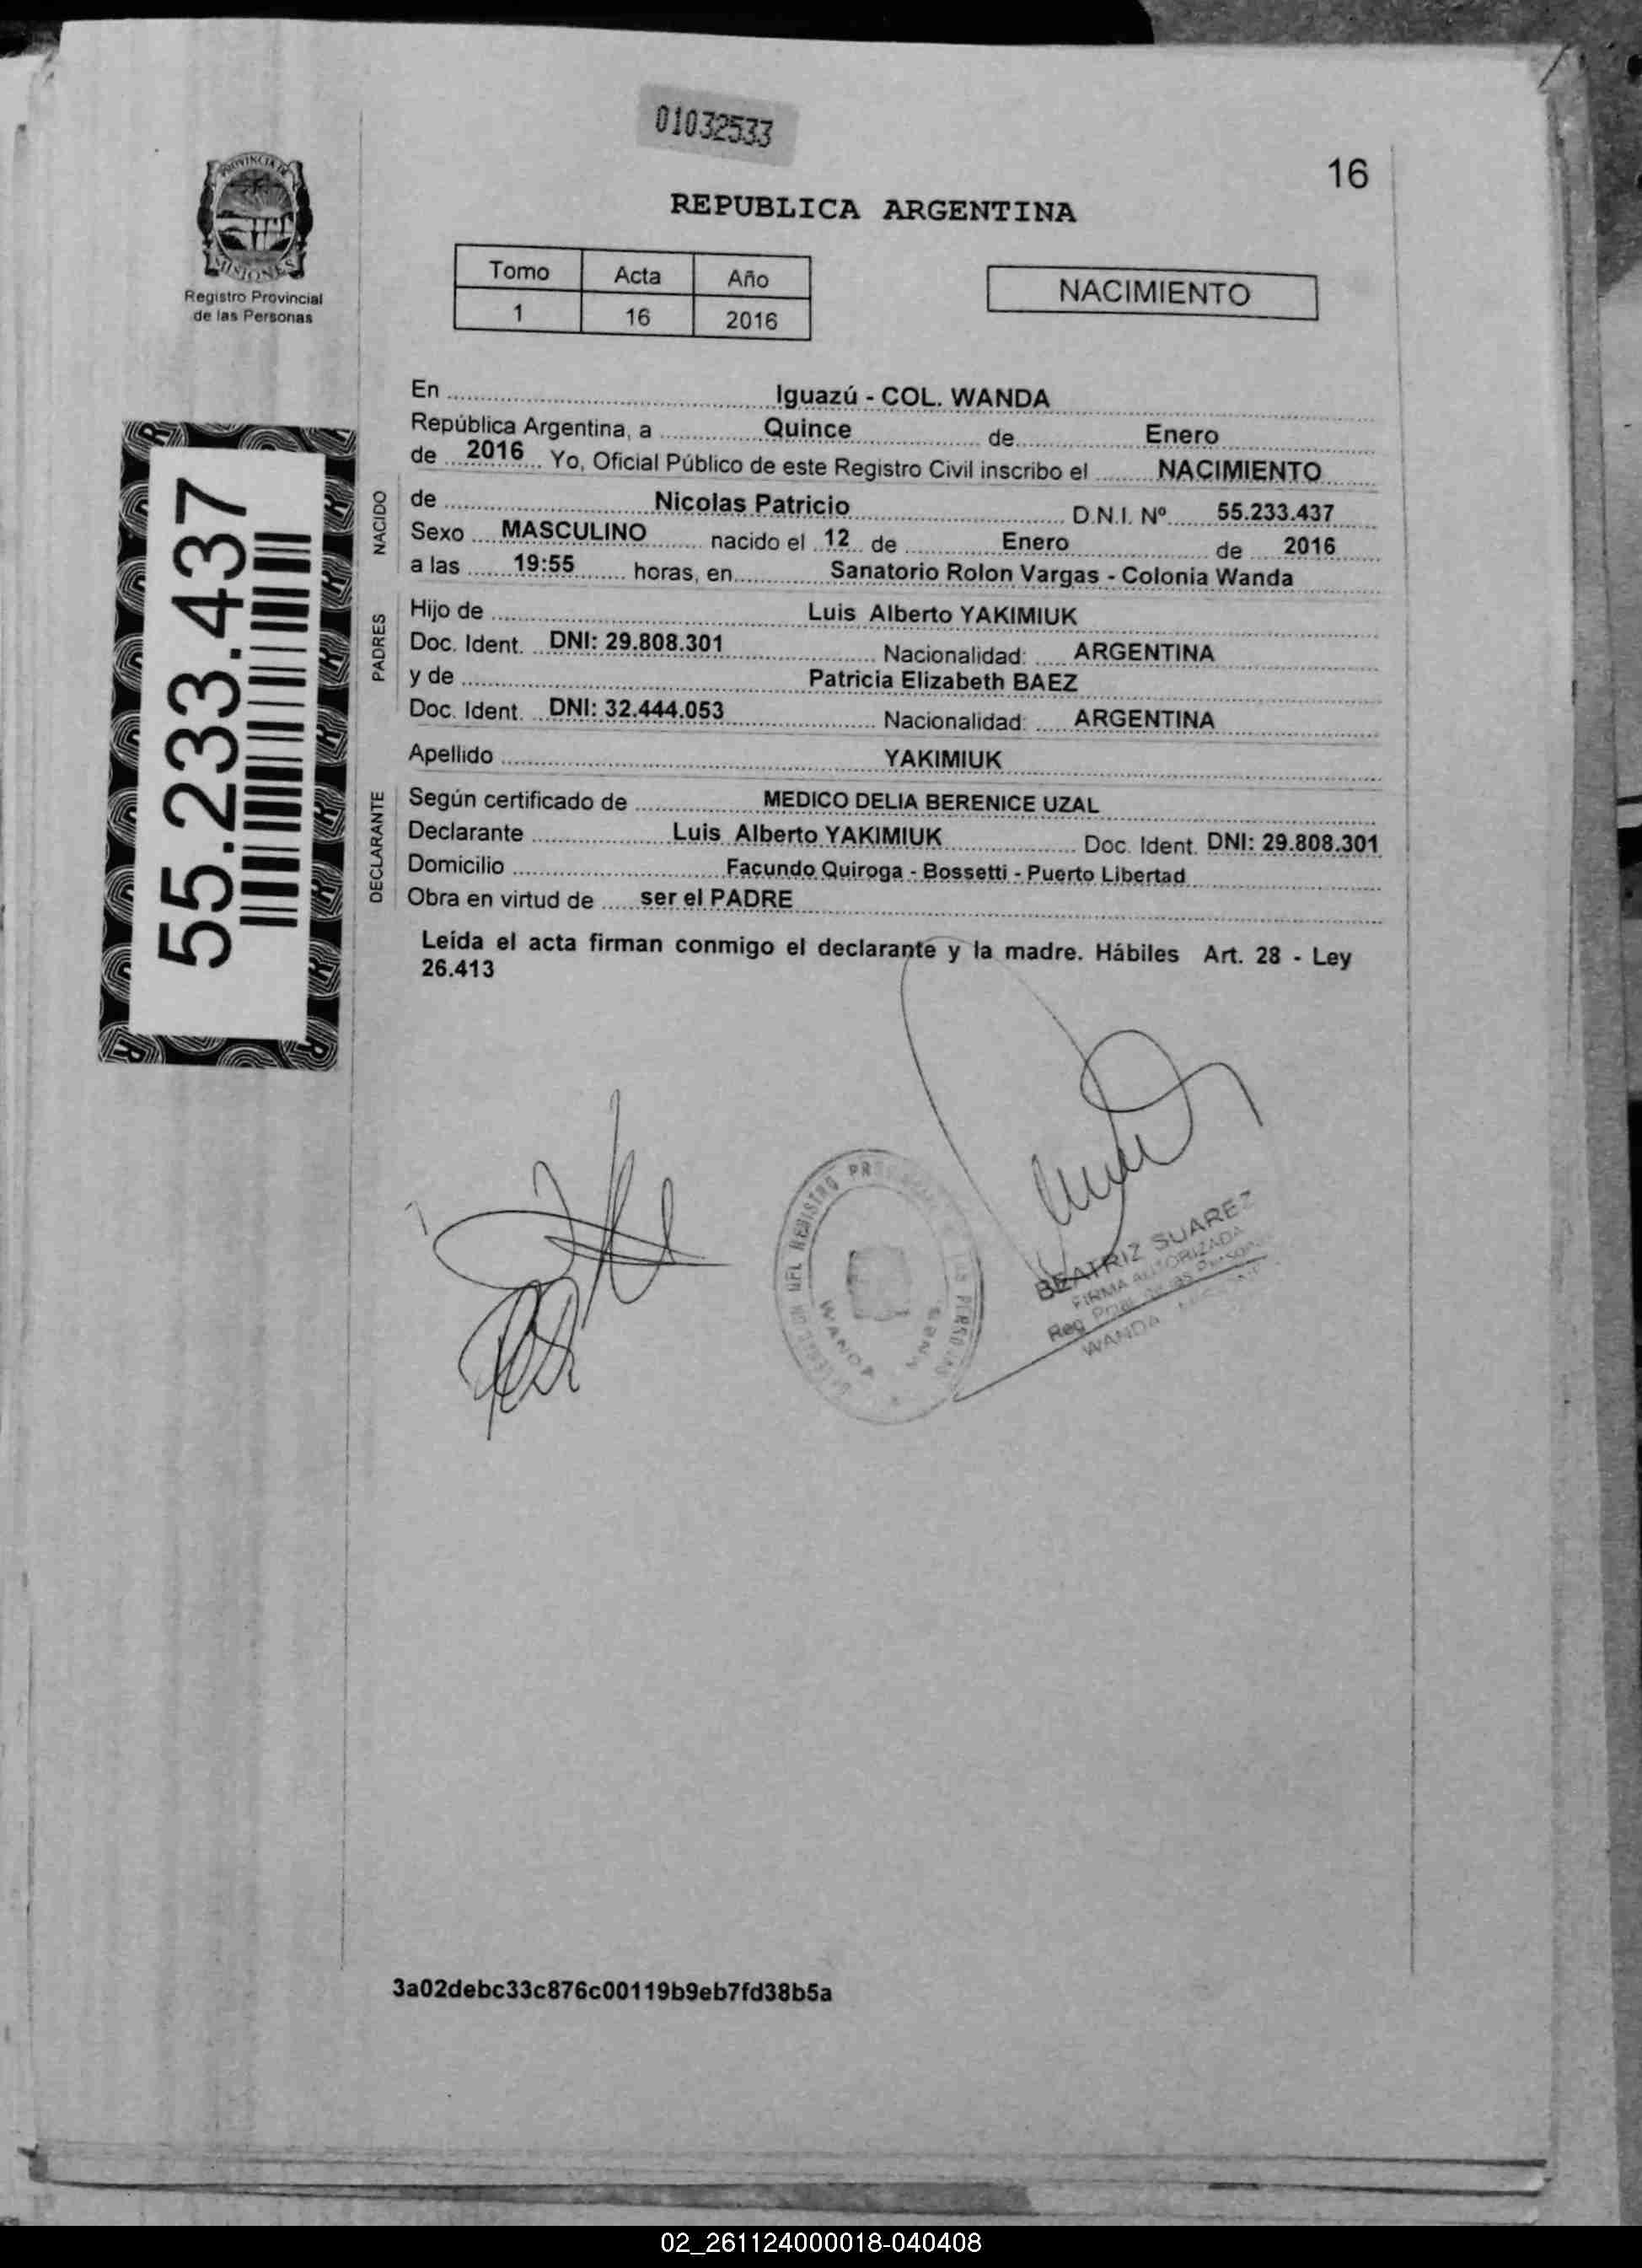 01032533
16
PROVINCIA DE
MISIONES
Registro Provincial
de las Personas
REPUBLICA ARGENTINA
Tomo Acta Año
1 16 2016
NACIMIENTO
55.233.437
En Iguazú - COL. WANDA
República Argentina, a Quince de Enero
de 2016 Yo, Oficial Público de este Registro Civil inscribo el NACIMIENTO
NACIDO
de Nicolas Patricio D.N.I. Nº 55.233.437
Sexo MASCULINO nacido el 12 de Enero de 2016
a las 19:55 horas, en Sanatorio Rolon Vargas - Colonia Wanda
PADRES
Hijo de Luis Alberto YAKIMIUK
Doc. Ident. DNI: 29.808.301 Nacionalidad: ARGENTINA
y de Patricia Elizabeth BAEZ
Doc. Ident. DNI: 32.444.053 Nacionalidad: ARGENTINA
Apellido YAKIMIUK
DECLARANTE
Según certificado de MEDICO DELIA BERENICE UZAL
Declarante Luis Alberto YAKIMIUK Doc. Ident. DNI: 29.808.301
Domicilio Facundo Quiroga - Bossetti - Puerto Libertad
Obra en virtud de ser el PADRE
Leída el acta firman conmigo el declarante y la madre. Hábiles Art. 28 - Ley
26.413
REGISTRO
WANDA
BEATRIZ SUAREZ
FIRMA AUTORIZADA
WANDA
3a02debc33c876c00119b9eb7fd38b5a
02_261124000018-040408